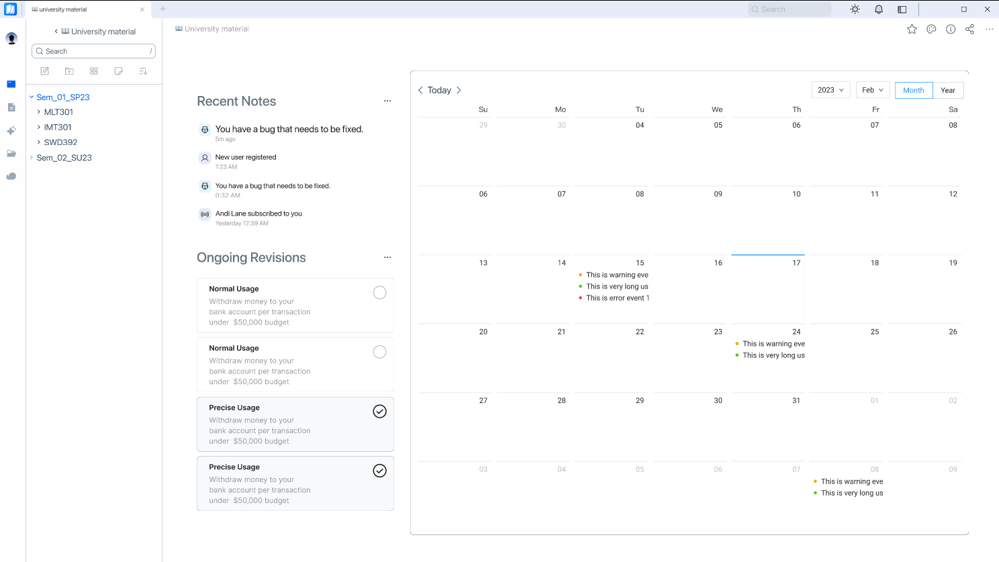 university material
Search
University material
Search /
Sem_01_SP23
MLT301
IMT301
SWD392
Sem_02_SU23
University material
Recent Notes
You have a bug that needs to be fixed.
5m ago
New user registered
1:23 AM
You have a bug that needs to be fixed.
0:32 AM
Andi Lane subscribed to you
Yesterday 12:39 AM
Ongoing Revisions
Normal Usage
Withdraw money to your
bank account per transaction
under $50,000 budget
Normal Usage
Withdraw money to your
bank account per transaction
under $50,000 budget
Precise Usage
Withdraw money to your
bank account per transaction
under $50,000 budget
Precise Usage
Withdraw money to your
bank account per transaction
under $50,000 budget
Today 2023 Feb Month Year
Su Mo Tu We Th Fr Sa
29 30 04 05 06 07 08
06 07 08 09 10 11 12
13 14 15 16 17 18 19
This is warning eve
This is very long us
This is error event 1
20 21 22 23 24 25 26
This is warning eve
This is very long us
27 28 29 30 31 01 02
03 04 05 06 07 08 09
This is warning eve
This is very long us